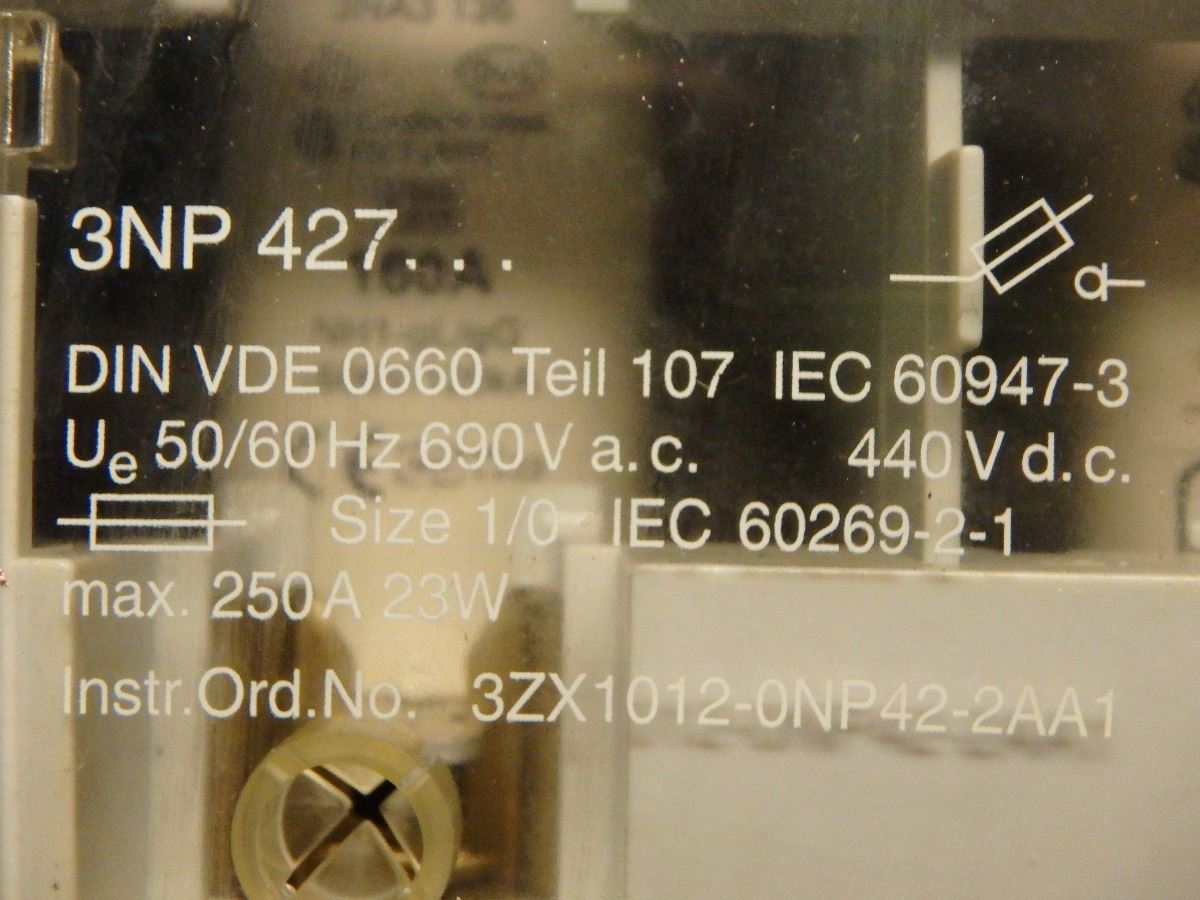 3NP 427. . .
DIN VDE 0660 Teil 107 IEC 60947-3
Ue 50/60 Hz 690 V a.c. 440 V d.c.
Size 1/0 IEC 60269-2-1
max. 250 A 23W
Instr.Ord.No: 3ZX1012-0NP42-2AA1
160A